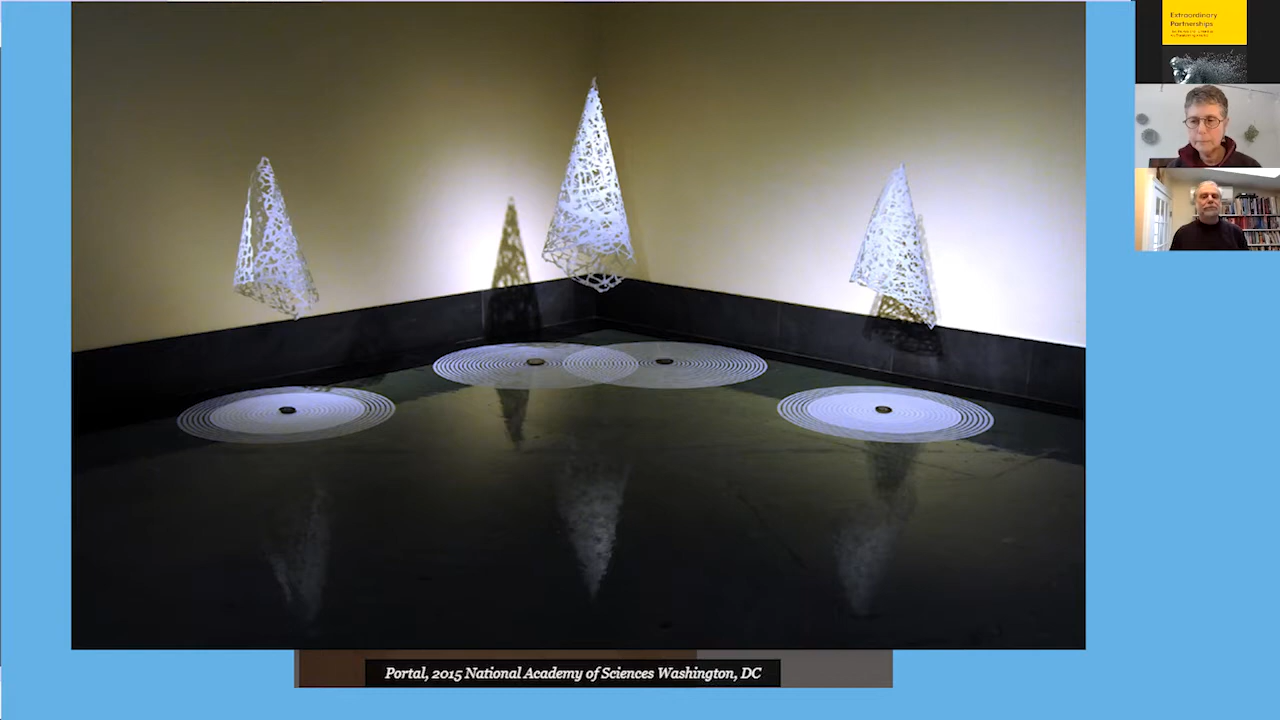 Extraordinary
Partnerships
Portal, 2015 National Academy of Sciences Washington, DC